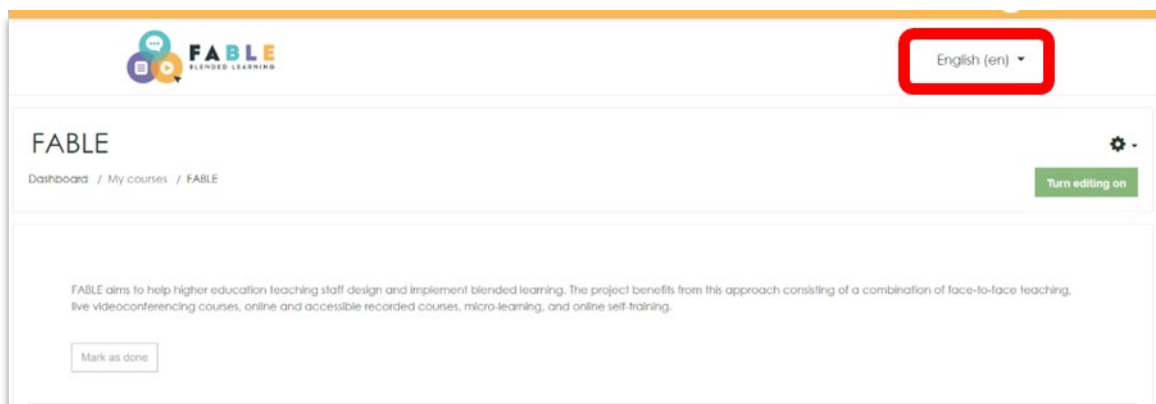 FABLE
BLENDED LEARNING
English (en)
FABLE
Dashboard / My courses / FABLE
Turn editing on
FABLE aims to help higher education teaching staff design and implement blended learning. The project benefits from this approach consisting of a combination of face-to-face teaching,
live videoconferencing courses, online and accessible recorded courses, micro-learning, and online self-training.
Mark as done